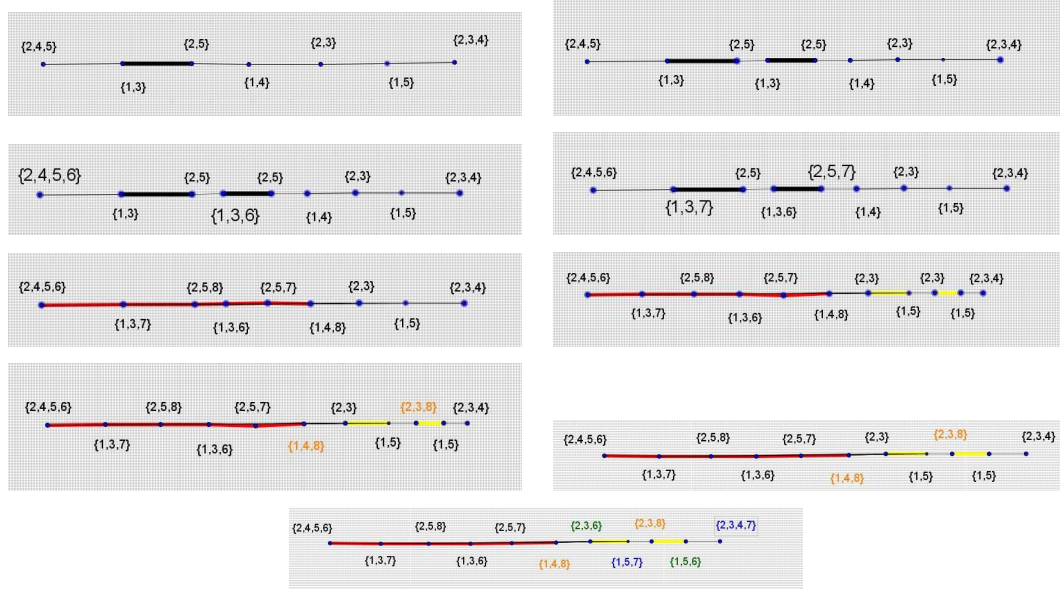 {2,4,5} {2,5} {2,3} {2,3,4}
{1,3} {1,4} {1,5}
{2,4,5} {2,5} {2,5} {2,3} {2,3,4}
{1,3} {1,3} {1,4} {1,5}
{2,4,5,6} {2,5} {2,5} {2,3} {2,3,4}
{1,3} {1,3,6} {1,4} {1,5}
{2,4,5,6} {2,5} {2,5,7} {2,3} {2,3,4}
{1,3,7} {1,3,6} {1,4} {1,5}
{2,4,5,6} {2,5,8} {2,5,7} {2,3} {2,3,4}
{1,3,7} {1,3,6} {1,4,8} {1,5}
{2,4,5,6} {2,5,8} {2,5,7} {2,3} {2,3} {2,3,4}
{1,3,7} {1,3,6} {1,4,8} {1,5} {1,5}
{2,4,5,6} {2,5,8} {2,5,7} {2,3} {2,3,8} {2,3,4}
{1,3,7} {1,3,6} {1,4,8} {1,5} {1,5}
{2,4,5,6} {2,5,8} {2,5,7} {2,3} {2,3,8} {2,3,4}
{1,3,7} {1,3,6} {1,4,8} {1,5} {1,5}
{2,4,5,6} {2,5,8} {2,5,7} {2,3,6} {2,3,8} {2,3,4,7}
{1,3,7} {1,3,6} {1,4,8} {1,5,7} {1,5,6}